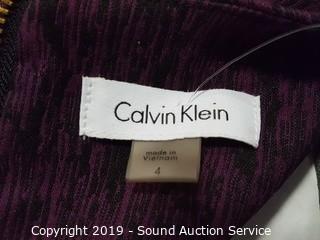 Calvin Klein
made in
Vietnam
4
Copyright 2019 - Sound Auction Service